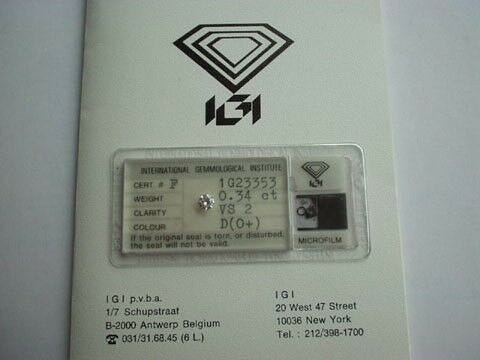 IGI
INTERNATIONAL GEMMOLOGICAL INSTITUTE
CERT. # F 1G23353
WEIGHT 0.34 ct
CLARITY VS 2
COLOUR D(O+)
If the original seal is torn, or disturbed,
the seal will not be valid.
IGI
MICROFILM
I G I p.v.b.a.
1/7 Schupstraat
B-2000 Antwerp Belgium
☎ 031/31.68.45 (6 L.)
I G I
20 West 47 Street
10036 New York
Tel. : 212/398-1700